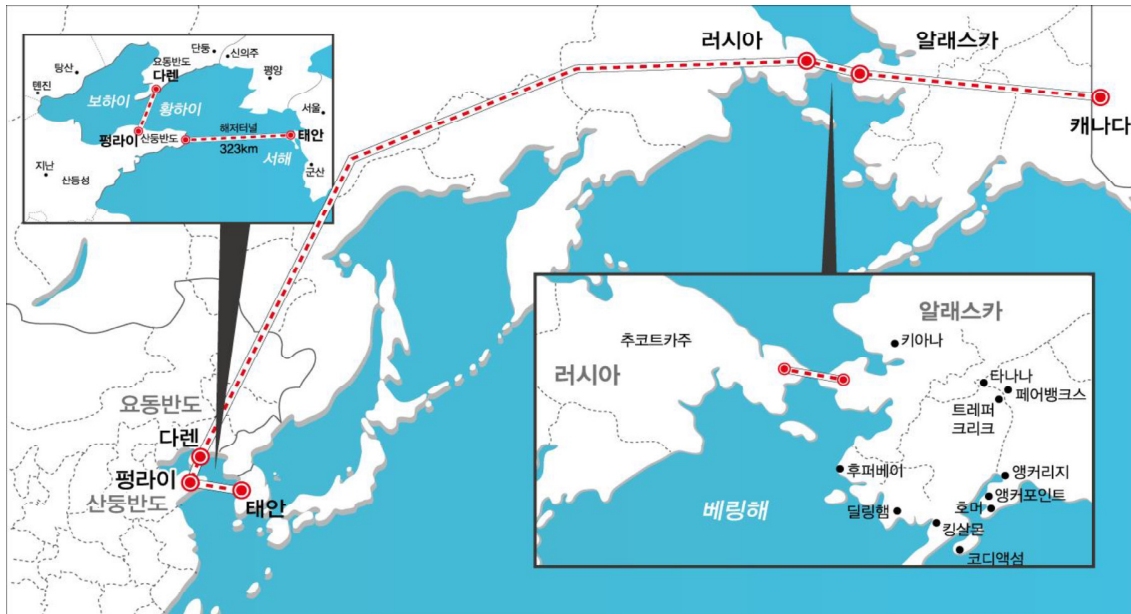 러시아
알래스카
캐나다
단둥
신의주
요동반도
탕산
다롄
평양
톈진
보하이
황하이
서울
펑라이
산둥반도
해저터널
323km
태안
서해
지난
산등성
군산
요동반도
다롄
펑라이
산둥반도
태안
알래스카
추코트카주
키아나
러시아
타나나
페어뱅크스
트레퍼
크리크
후퍼베이
앵커리지
앵커포인트
베링해
딜링햄
호머
킹살몬
코디액섬